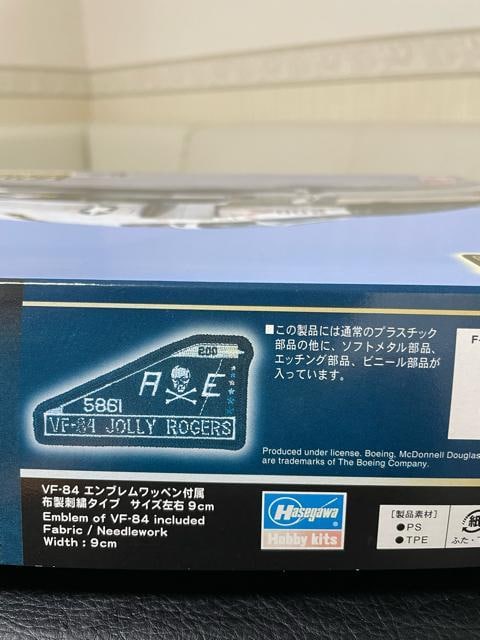 200
A E
5861
VF-84 JOLLY ROGERS
■この製品には通常のプラスチック
部品の他に、ソフトメタル部品、
エッチング部品、ビニール部品が
入っています。
F-
Produced under license. Boeing, McDonnell Douglas
are trademarks of The Boeing Company.
VF-84 エンブレムワッペン付属
布製刺繍タイプ サイズ左右 9cm
Emblem of VF-84 included
Fabric / Needlework
Width : 9cm
Hasegawa
Hobby kits
[製品素材]
●PS
●TPE
紙
ふた・